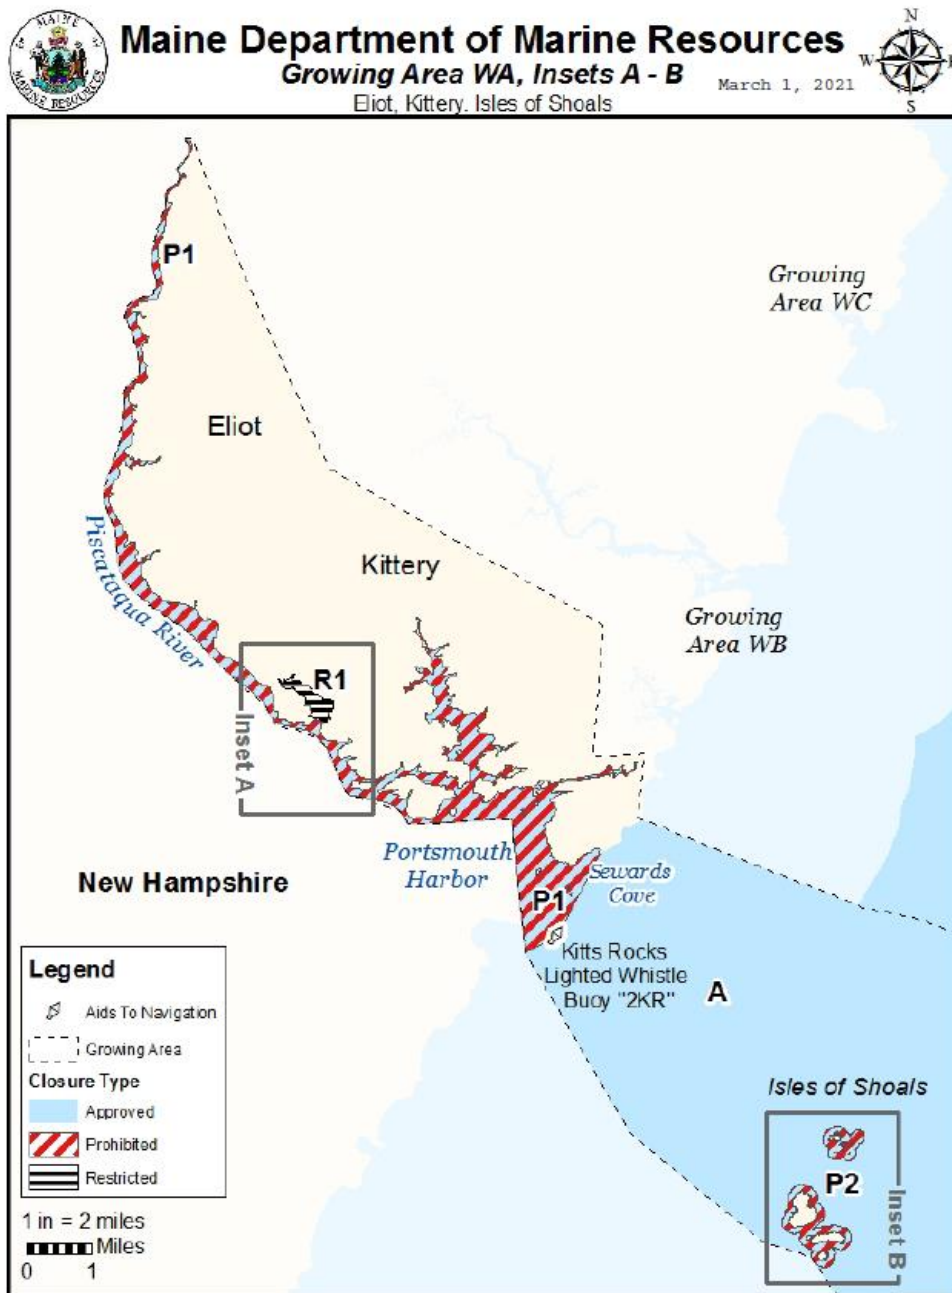 MAINE
MARINE RESOURCES
Maine Department of Marine Resources
Growing Area WA, Insets A - B
March 1, 2021
Eliot, Kittery. Isles of Shoals
N
W
E
S
P1
Growing
Area WC
Eliot
Piscataqua River
Kittery
Growing
Area WB
R1
Inset A
Portsmouth
Harbor
Sewards
Cove
New Hampshire
P1
Kitts Rocks
Lighted Whistle
Buoy "2KR"
A
Isles of Shoals
P2
Inset B
Legend
Aids To Navigation
Growing Area
Closure Type
Approved
Prohibited
Restricted
1 in = 2 miles
Miles
0 1